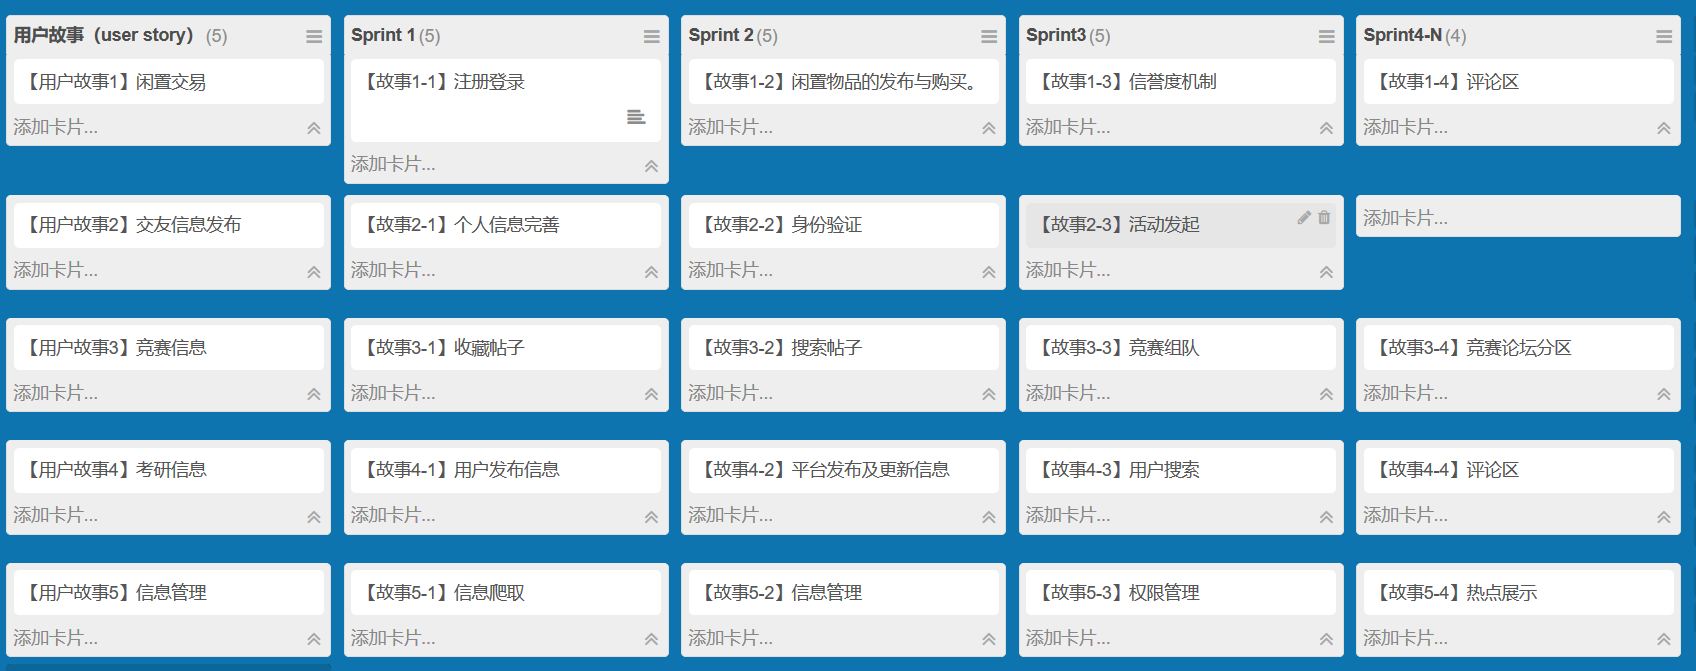 用户故事（user story） (5)
Sprint 1 (5)
Sprint 2 (5)
Sprint3 (5)
Sprint4-N (4)
【用户故事1】闲置交易
【故事1-1】注册登录
【故事1-2】闲置物品的发布与购买。
【故事1-3】信誉度机制
【故事1-4】评论区
添加卡片...
添加卡片...
添加卡片...
添加卡片...
添加卡片...
【用户故事2】交友信息发布
【故事2-1】个人信息完善
【故事2-2】身份验证
【故事2-3】活动发起
添加卡片...
添加卡片...
添加卡片...
添加卡片...
添加卡片...
【用户故事3】竞赛信息
【故事3-1】收藏帖子
【故事3-2】搜索帖子
【故事3-3】竞赛组队
【故事3-4】竞赛论坛分区
添加卡片...
添加卡片...
添加卡片...
添加卡片...
添加卡片...
【用户故事4】考研信息
【故事4-1】用户发布信息
【故事4-2】平台发布及更新信息
【故事4-3】用户搜索
【故事4-4】评论区
添加卡片...
添加卡片...
添加卡片...
添加卡片...
添加卡片...
【用户故事5】信息管理
【故事5-1】信息爬取
【故事5-2】信息管理
【故事5-3】权限管理
【故事5-4】热点展示
添加卡片...
添加卡片...
添加卡片...
添加卡片...
添加卡片...